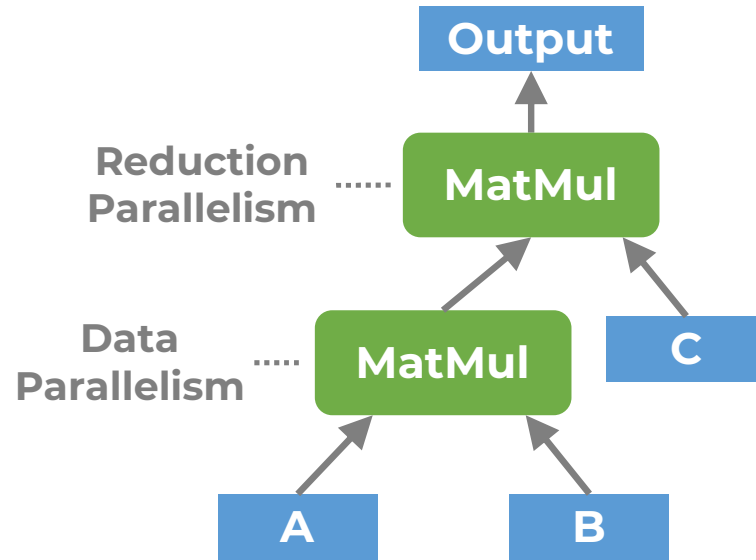 Output
Reduction
Parallelism
MatMul
Data
Parallelism
MatMul
C
A
B